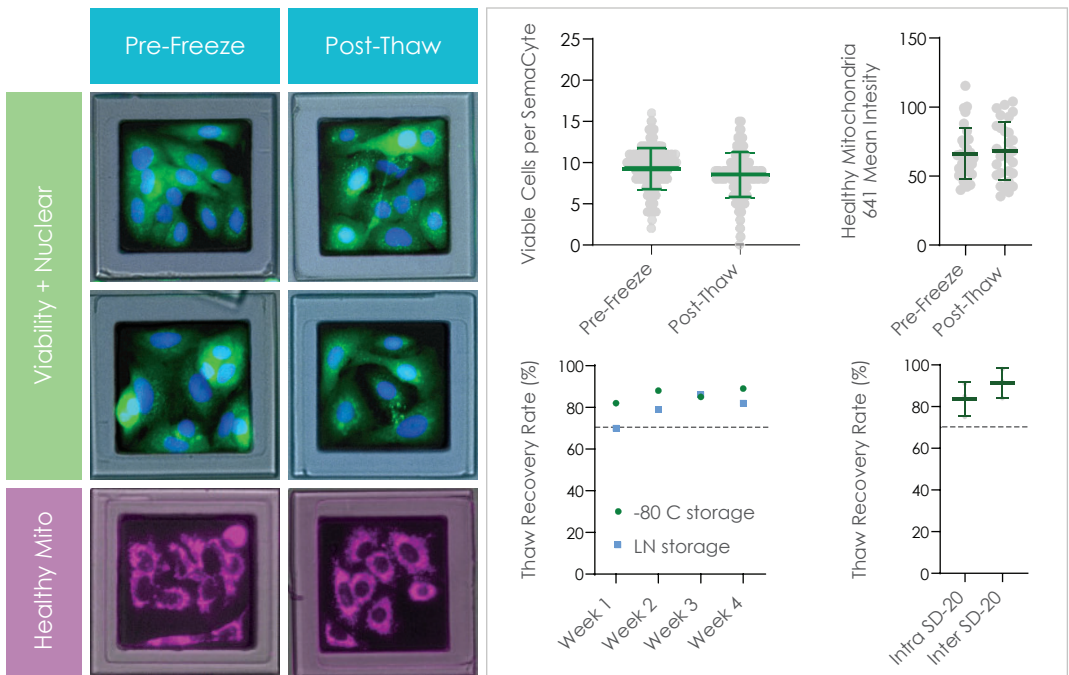 Pre-Freeze
Post-Thaw
Viability + Nuclear
Healthy Mito
Viable Cells per SemaCyte
25
20
15
10
5
0
Pre-Freeze
Post-Thaw
Healthy Mitochondria
641 Mean Intesity
150
100
50
0
Pre-Freeze
Post-Thaw
Thaw Recovery Rate (%)
100
80
60
40
20
0
-80 C storage
LN storage
Week 1
Week 2
Week 3
Week 4
Thaw Recovery Rate (%)
100
80
60
40
20
0
Intra SD-20
Inter SD-20